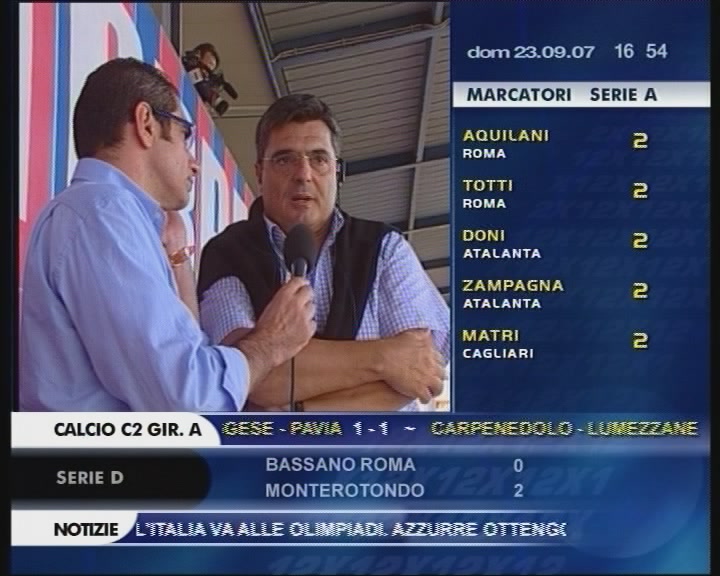 dom 23.09.07 16 54
MARCATORI SERIE A
AQUILANI 2
ROMA
TOTTI 2
ROMA
DONI 2
ATALANTA
ZAMPAGNA 2
ATALANTA
MATRI 2
CAGLIARI
CALCIO C2 GIR. A GESE - PAVIA 1 - 1 ~ CARPENEDOLO - LUMEZZANE
SERIE D
BASSANO ROMA 0
MONTEROTONDO 2
NOTIZIE L'ITALIA VA ALLE OLIMPIADI. AZZURRE OTTENG